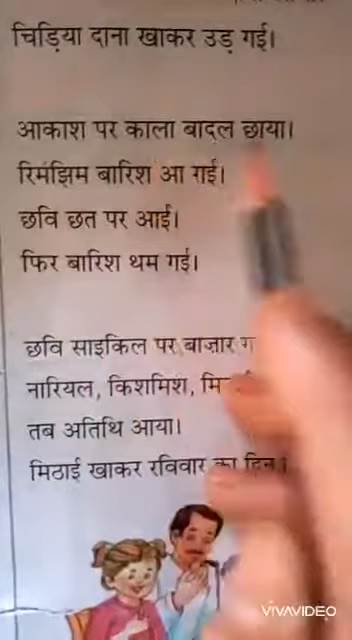 चिड़िया दाना खाकर उड़ गई।
आकाश पर काला बादल छाया।
रिमझिम बारिश आ गई।
छवि छत पर आई।
फिर बारिश थम गई।
छवि साइकिल पर बाज़ार
नारियल, किशमिश,
तब अतिथि आया।
मिठाई खाकर रविवार का दिन।
VIVAVIDEO